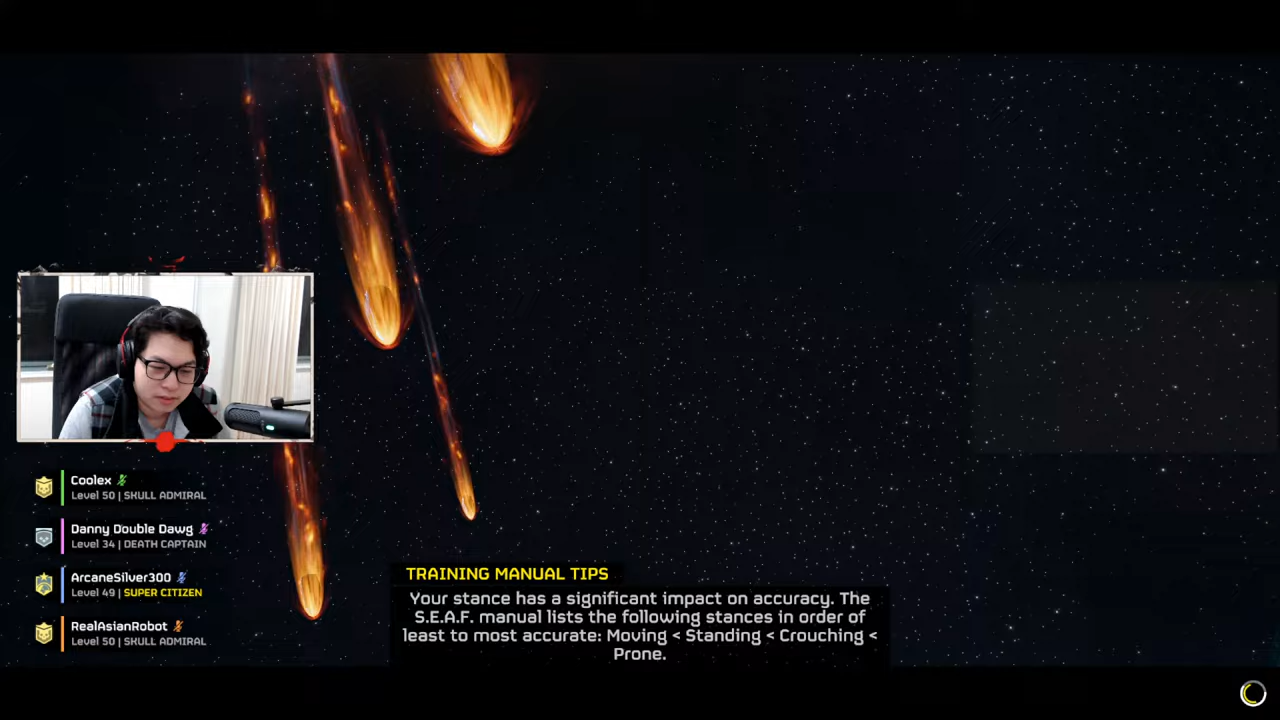 Coolex
Level 50 | SKULL ADMIRAL
Danny Double Dawg
Level 34 | DEATH CAPTAIN
ArcaneSilver300
Level 49 | SUPER CITIZEN
RealAsianRobot
Level 50 | SKULL ADMIRAL
TRAINING MANUAL TIPS
Your stance has a significant impact on accuracy. The
S.E.A.F. manual lists the following stances in order of
least to most accurate: Moving < Standing < Crouching <
Prone.